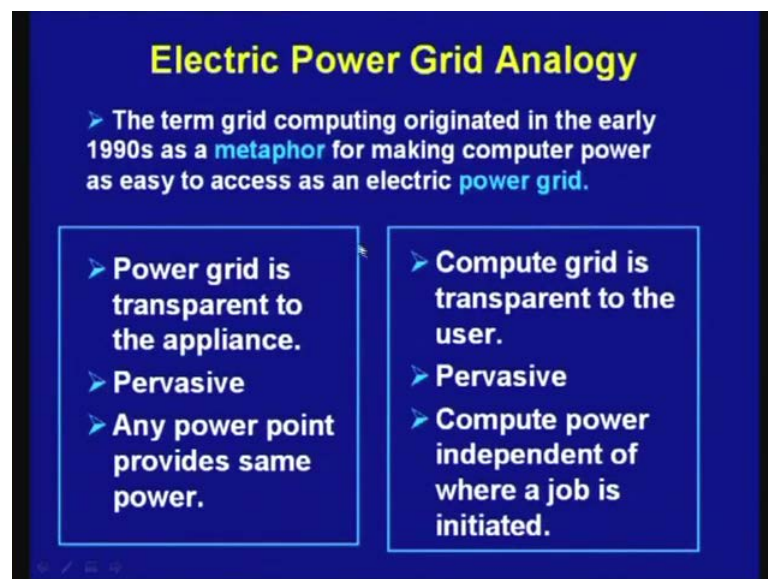 Electric Power Grid Analogy
➢ The term grid computing originated in the early
1990s as a metaphor for making computer power
as easy to access as an electric power grid.
➢ Power grid is
transparent to
the appliance.
➢ Pervasive
➢ Any power point
provides same
power.
➢ Compute grid is
transparent to the
user.
➢ Pervasive
➢ Compute power
independent of
where a job is
initiated.